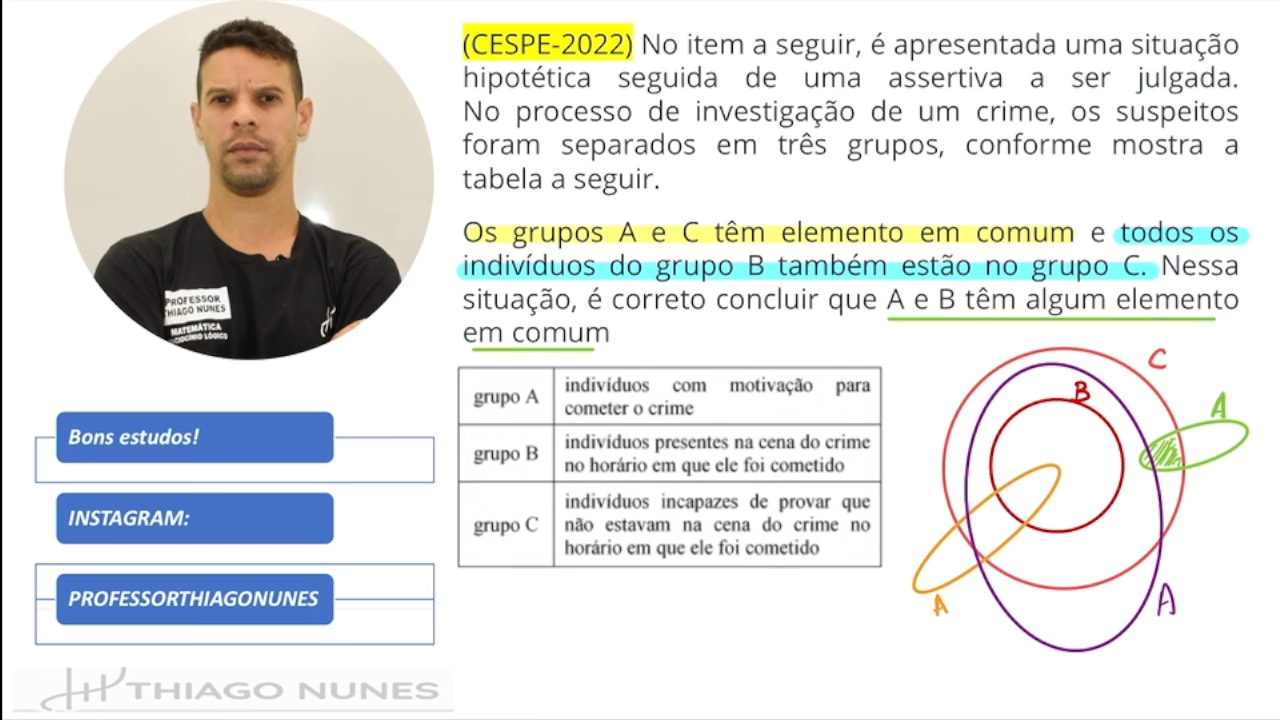 (CESPE-2022) No item a seguir, é apresentada uma situação
hipotética seguida de uma assertiva a ser julgada.
No processo de investigação de um crime, os suspeitos
foram separados em três grupos, conforme mostra a
tabela a seguir.
Os grupos A e C têm elemento em comum e todos os
indivíduos do grupo B também estão no grupo C. Nessa
situação, é correto concluir que A e B têm algum elemento
em comum
grupo A
indivíduos com motivação para
cometer o crime
grupo B
indivíduos presentes na cena do crime
no horário em que ele foi cometido
grupo C
indivíduos incapazes de provar que
não estavam na cena do crime no
horário em que ele foi cometido
C
B
A
A
A
PROFESSOR
THIAGO NUNES
MATEMÁTICA
Bons estudos!
INSTAGRAM:
PROFESSORTHIAGONUNES
THIAGO NUNES